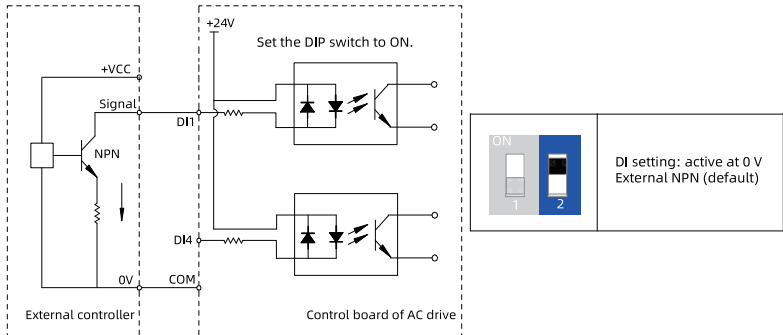 +24V
Set the DIP switch to ON.
+VCC
Signal
DI1
NPN
DI4
0V
COM
External controller
Control board of AC drive
ON
1
2
DI setting: active at 0 V
External NPN (default)